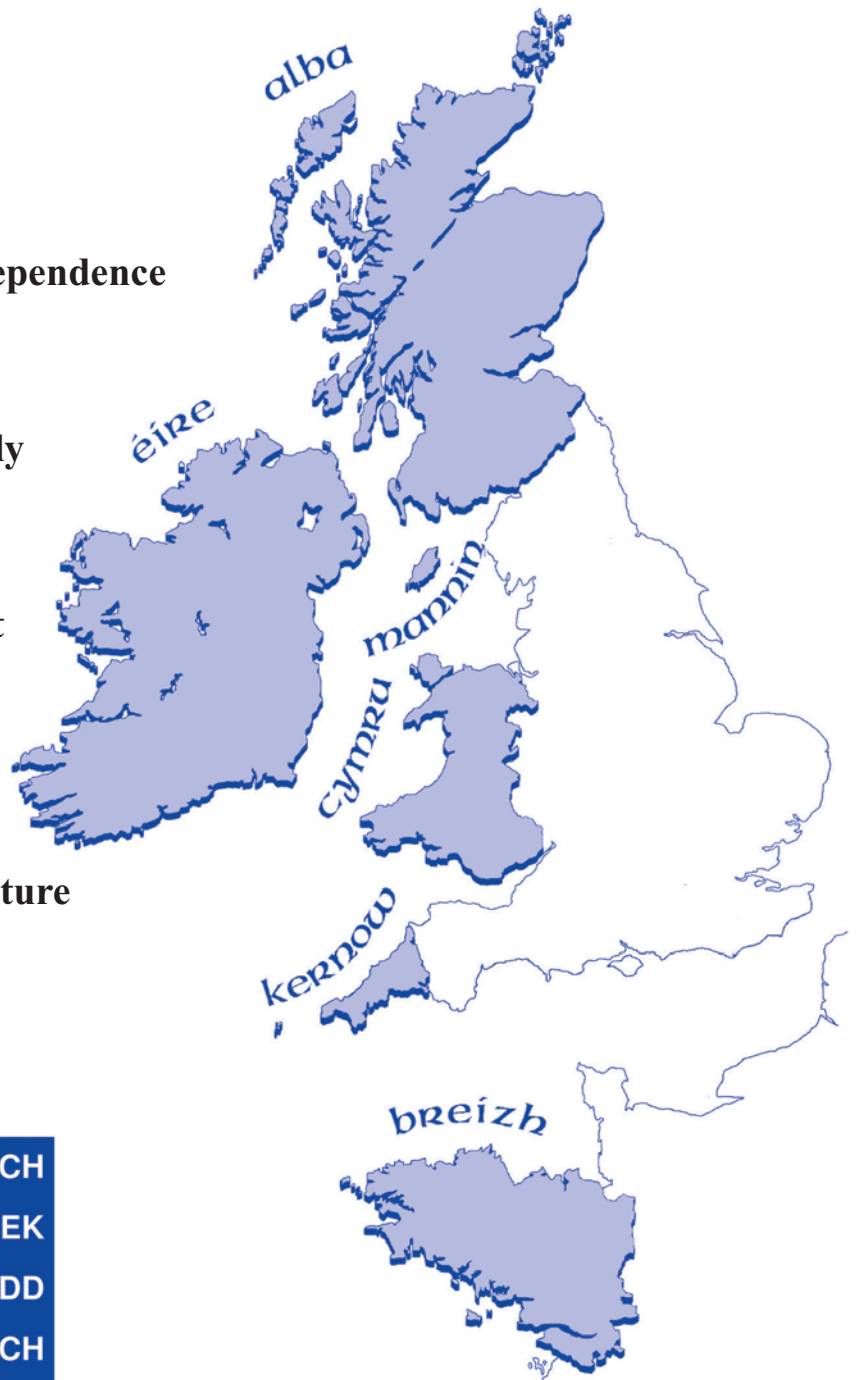 alba
ependence
éire
ly
t
mannin
cymru
ture
kernow
breizh
CH
EK
DD
CH